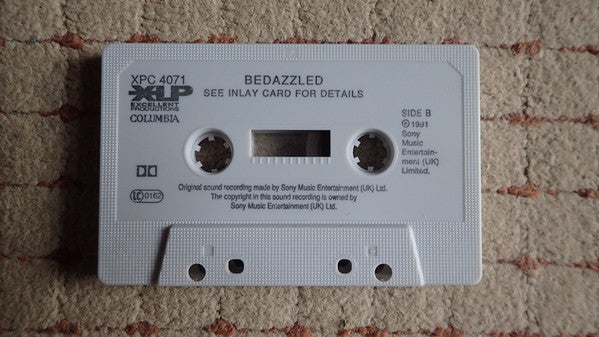 XPC 4071
XLP
EXCELLENT
PRODUCTIONS
COLUMBIA
BEDAZZLED
SEE INLAY CARD FOR DETAILS
SIDE B
℗ 1991
Sony
Music
Entertain-
ment (UK)
Limited.
LC 0162
Original sound recording made by Sony Music Entertainment (UK) Ltd.
The copyright in this sound recording is owned by
Sony Music Entertainment (UK) Ltd.